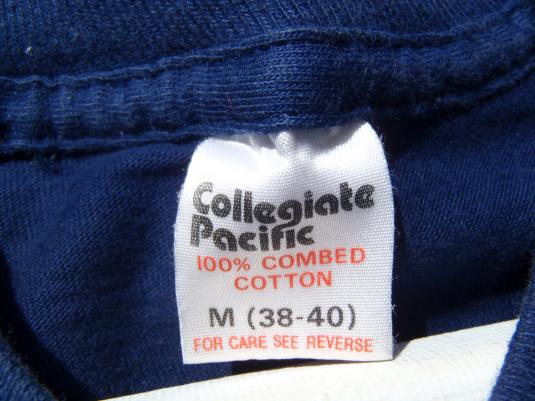 Collegiate
Pacific
100% COMBED
COTTON
M (38-40)
FOR CARE SEE REVERSE